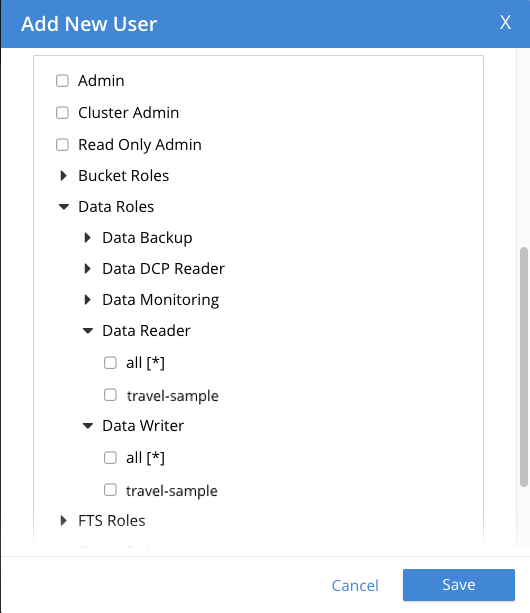 Add New User X
Admin
Cluster Admin
Read Only Admin
Bucket Roles
Data Roles
Data Backup
Data DCP Reader
Data Monitoring
Data Reader
all [*]
travel-sample
Data Writer
all [*]
travel-sample
FTS Roles
Cancel Save